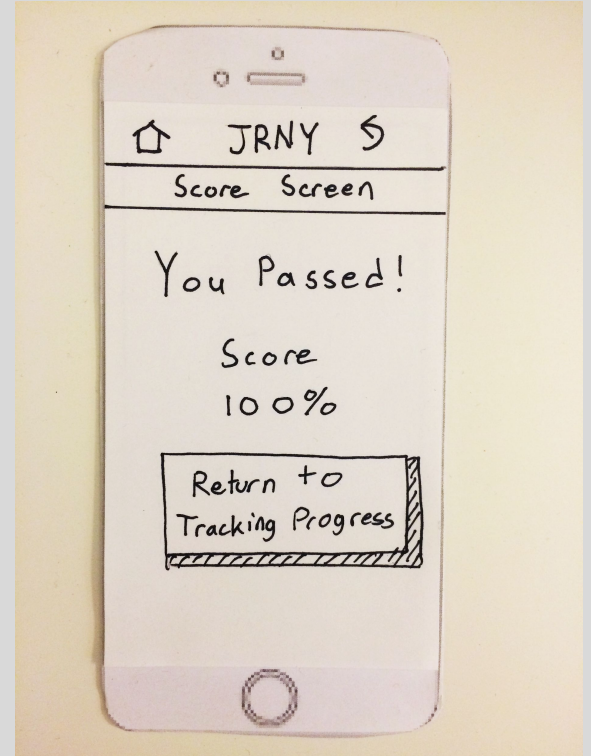 JRNY
Score Screen
You Passed!
Score
100%
Return to
Tracking Progress